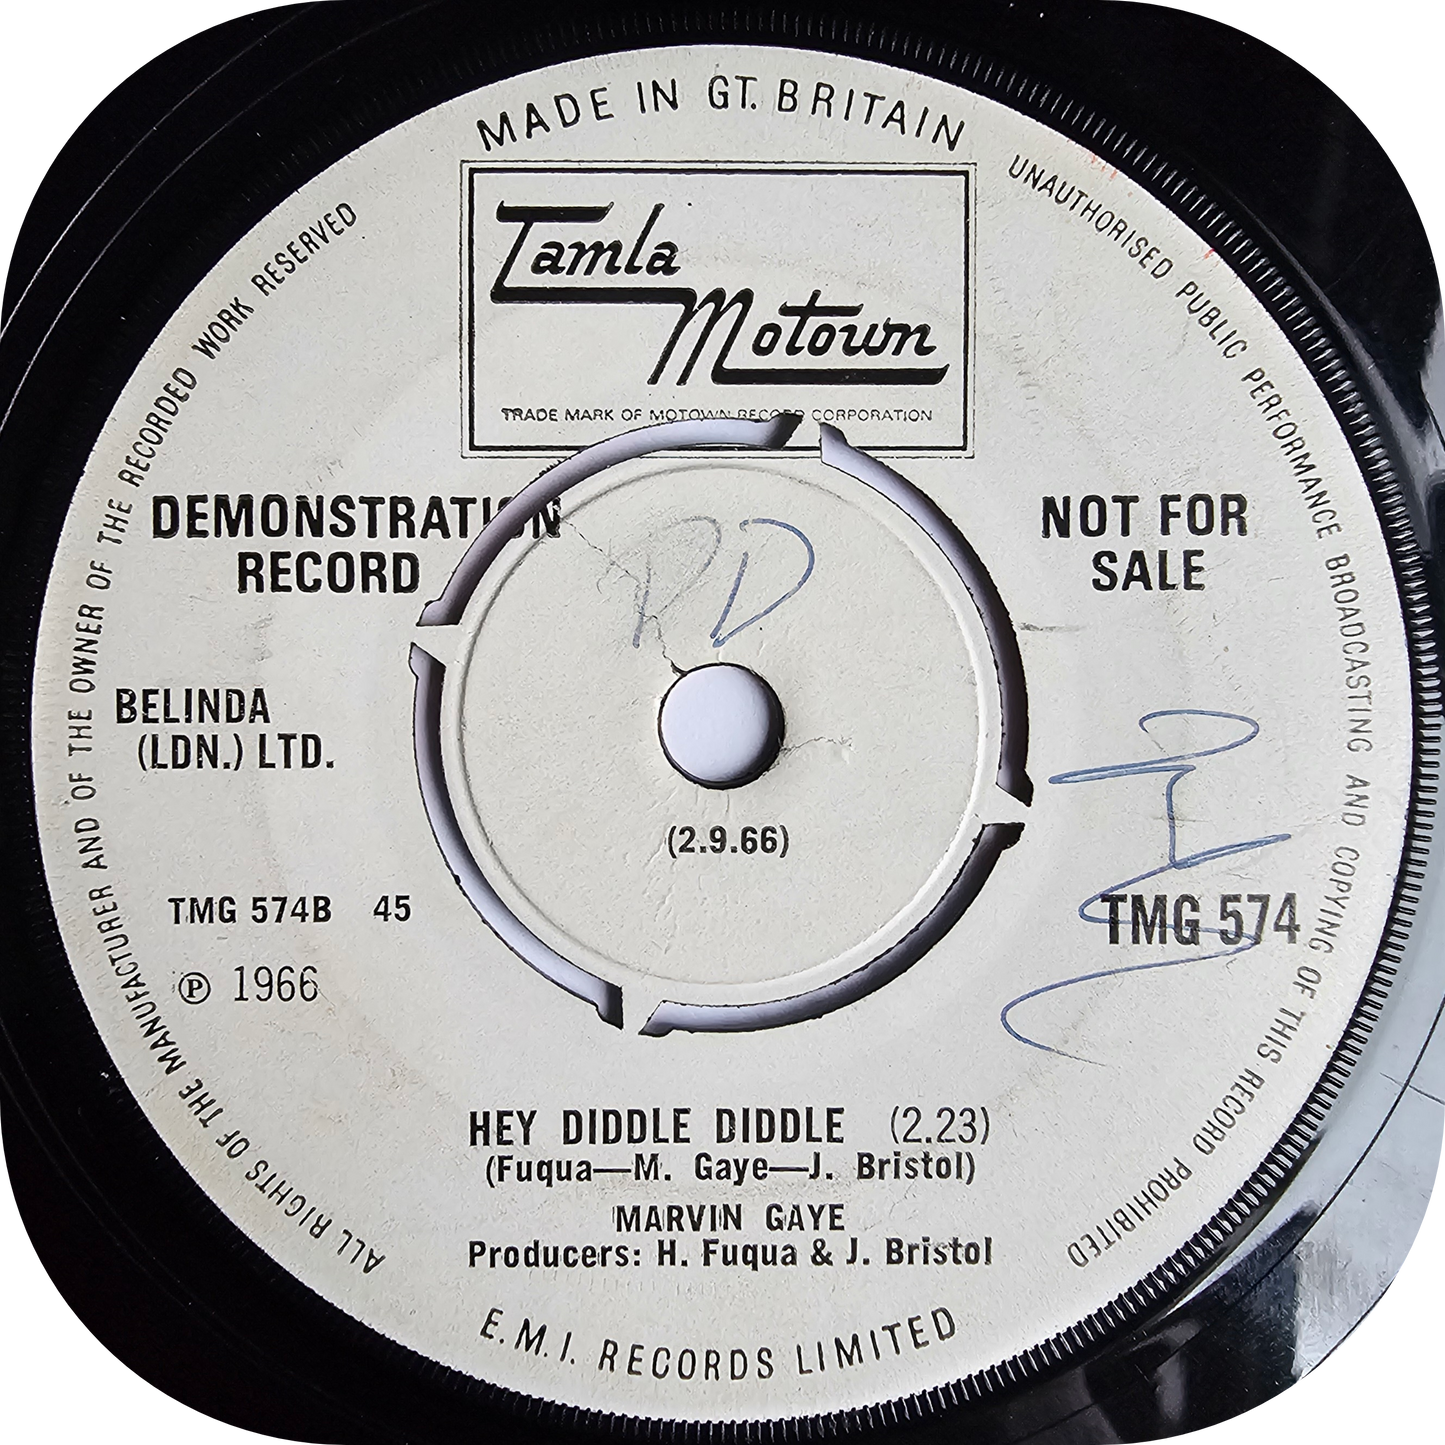 MADE IN GT. BRITAIN
UNAUTHORISED PUBLIC PERFORMANCE BROADCASTING AND COPYING OF THIS RECORD PROHIBITED
ALL RIGHTS OF THE MANUFACTURER AND OF THE OWNER OF THE RECORDED WORK RESERVED
Tamla
Motown
TRADE MARK OF MOTOWN RECORD CORPORATION
DEMONSTRATION
RECORD
NOT FOR
SALE
RD
BELINDA
(LDN.) LTD.
(2.9.66)
TMG 574B 45
TMG 574
℗ 1966
HEY DIDDLE DIDDLE (2.23)
(Fuqua—M. Gaye—J. Bristol)
MARVIN GAYE
Producers: H. Fuqua & J. Bristol
E.M.I. RECORDS LIMITED